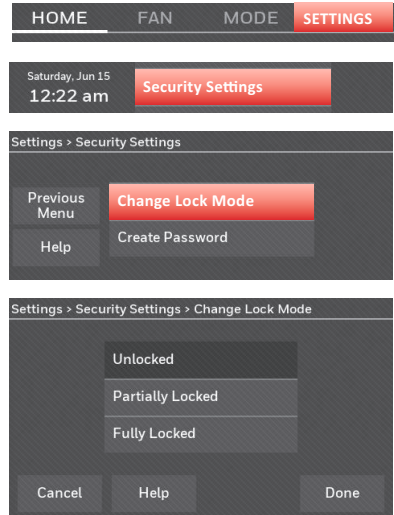 HOME FAN MODE SETTINGS
Saturday, Jun 15
12:22 am
Security Settings
Settings > Security Settings
Previous
Menu
Change Lock Mode
Help
Create Password
Settings > Security Settings > Change Lock Mode
Unlocked
Partially Locked
Fully Locked
Cancel Help Done